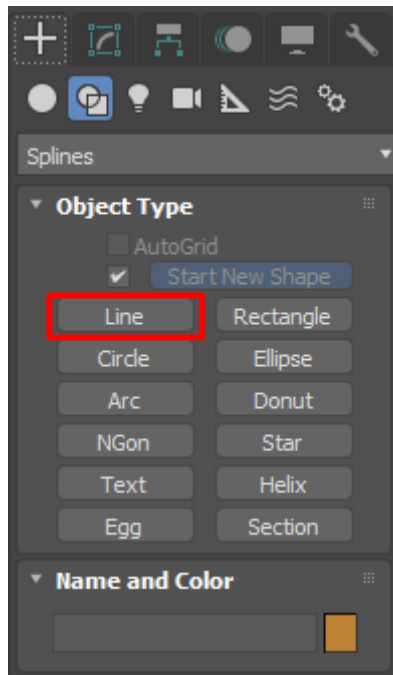 Splines
Object Type
AutoGrid
Start New Shape
Line Rectangle
Circle Ellipse
Arc Donut
NGon Star
Text Helix
Egg Section
Name and Color